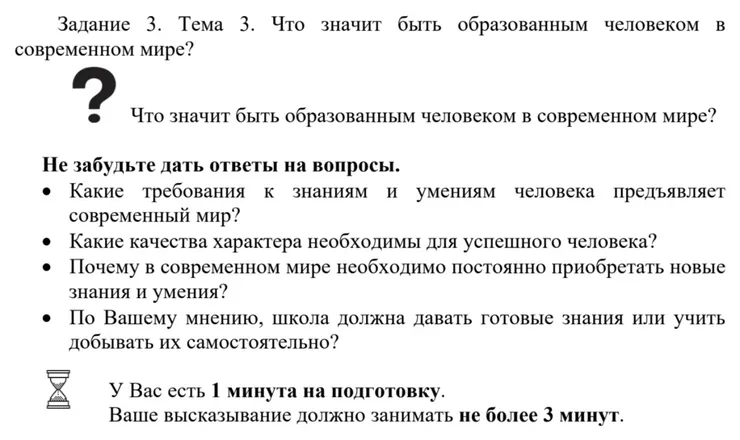 Задание 3. Тема 3. Что значит быть образованным человеком в
современном мире?
? Что значит быть образованным человеком в современном мире?
Не забудьте дать ответы на вопросы.
• Какие требования к знаниям и умениям человека предъявляет
современный мир?
• Какие качества характера необходимы для успешного человека?
• Почему в современном мире необходимо постоянно приобретать новые
знания и умения?
• По Вашему мнению, школа должна давать готовые знания или учить
добывать их самостоятельно?
У Вас есть 1 минута на подготовку.
Ваше высказывание должно занимать не более 3 минут.